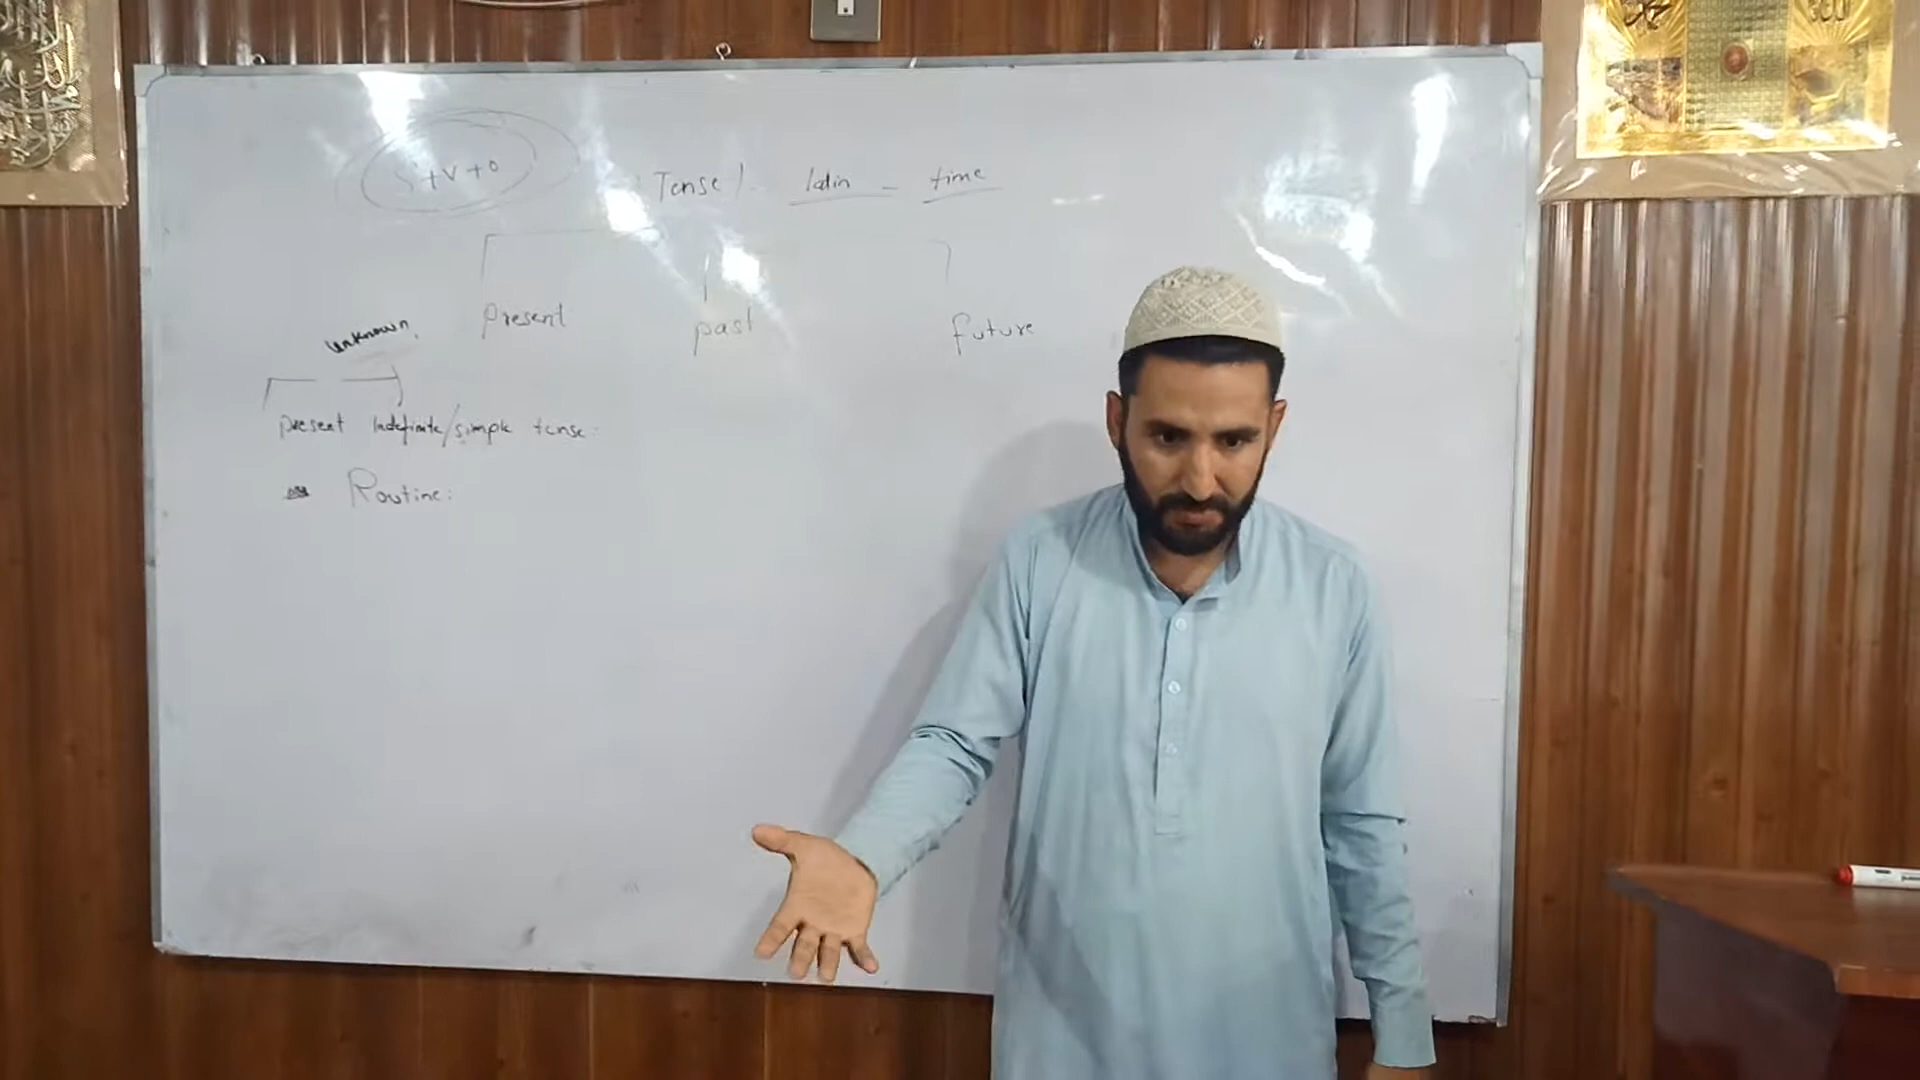 S+V+O
Tense / latin - time
present past future
unknown
present Indefinite/simple tense:
Routine: